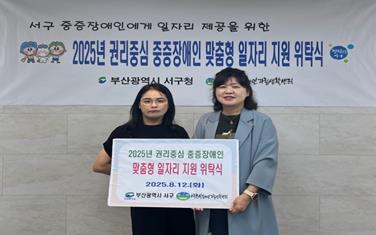 서구 중증장애인에게 일자리 제공을 위한
2025년 권리중심 중증장애인 맞춤형 일자리 지원 위탁식
부산광역시 서구청
2025년 권리중심 중증장애인
맞춤형 일자리 지원 위탁식
2025.8.12.(화)
부산광역시 서구